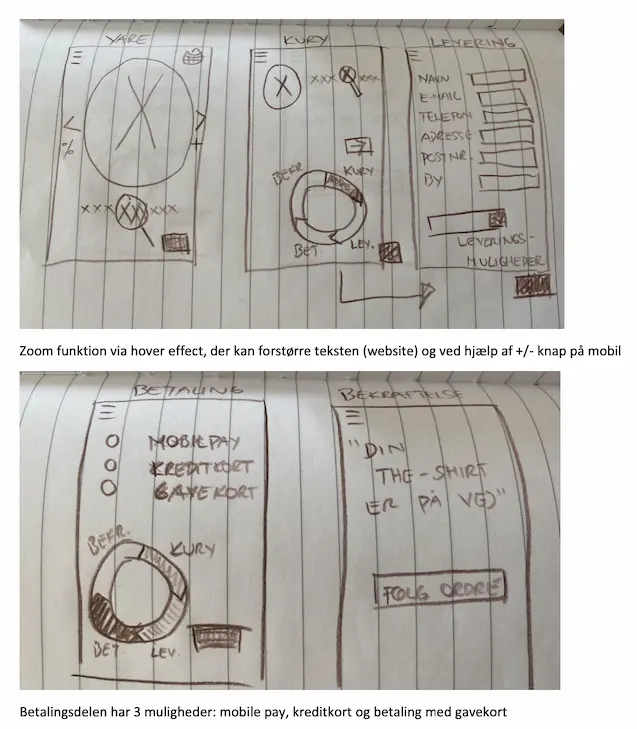 VARE
KURV
LEVERING
%
+
XXX XX XXX
X
XXX XXX
KURV
BEKR.
BET.
LEV.
NAVN
E-MAIL
TELEFON
ADRESSE
POSTNR.
BY
LEVERINGS-
MULIGHEDER
Zoom funktion via hover effect, der kan forstørre teksten (website) og ved hjælp af +/- knap på mobil
BETALING
MOBILEPAY
KREDITKORT
GAVEKORT
BEKR.
KURV
BET.
LEV.
BEKRÆFTELSE
"DIN
THE-SHIRT
ER PÅ VEJ"
FØLG ORDRE
Betalingsdelen har 3 muligheder: mobile pay, kreditkort og betaling med gavekort